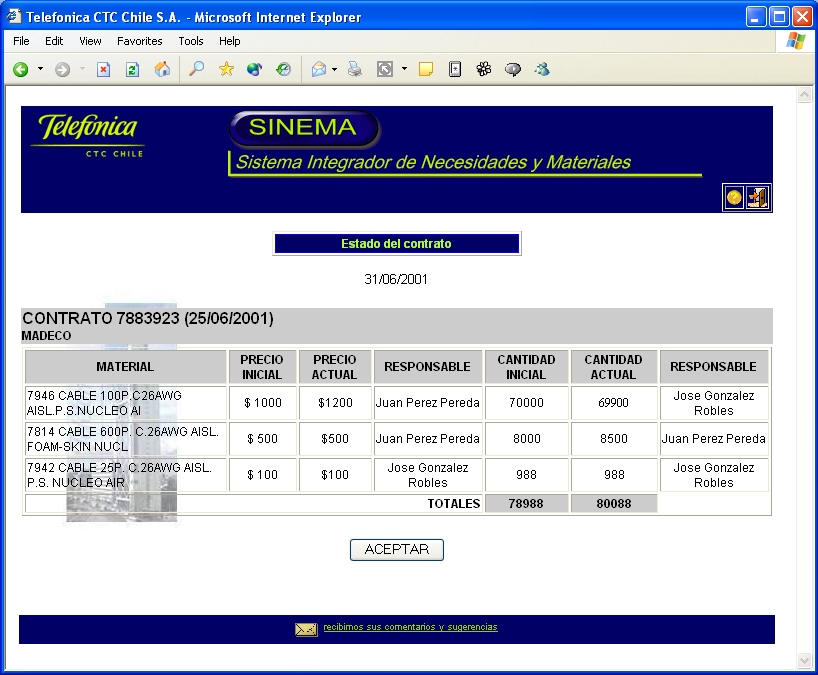 Telefonica CTC Chile S.A. - Microsoft Internet Explorer
File Edit View Favorites Tools Help
Telefónica
CTC CHILE
SINEMA
Sistema Integrador de Necesidades y Materiales
Estado del contrato
31/06/2001
CONTRATO 7883923 (25/06/2001)
MADECO
MATERIAL PRECIO INICIAL PRECIO ACTUAL RESPONSABLE CANTIDAD INICIAL CANTIDAD ACTUAL RESPONSABLE
7946 CABLE 100P.C26AWG AISL.P.S.NUCLEO AI $ 1000 $1200 Juan Perez Pereda 70000 69900 Jose Gonzalez Robles
7814 CABLE 600P. C.26AWG AISL. FOAM-SKIN NUCL $ 500 $500 Juan Perez Pereda 8000 8500 Juan Perez Pereda
7942 CABLE 25P. C.26AWG AISL. P.S. NUCLEO AIR $ 100 $100 Jose Gonzalez Robles 988 988 Jose Gonzalez Robles
TOTALES 78988 80088
ACEPTAR
recibimos sus comentarios y sugerencias